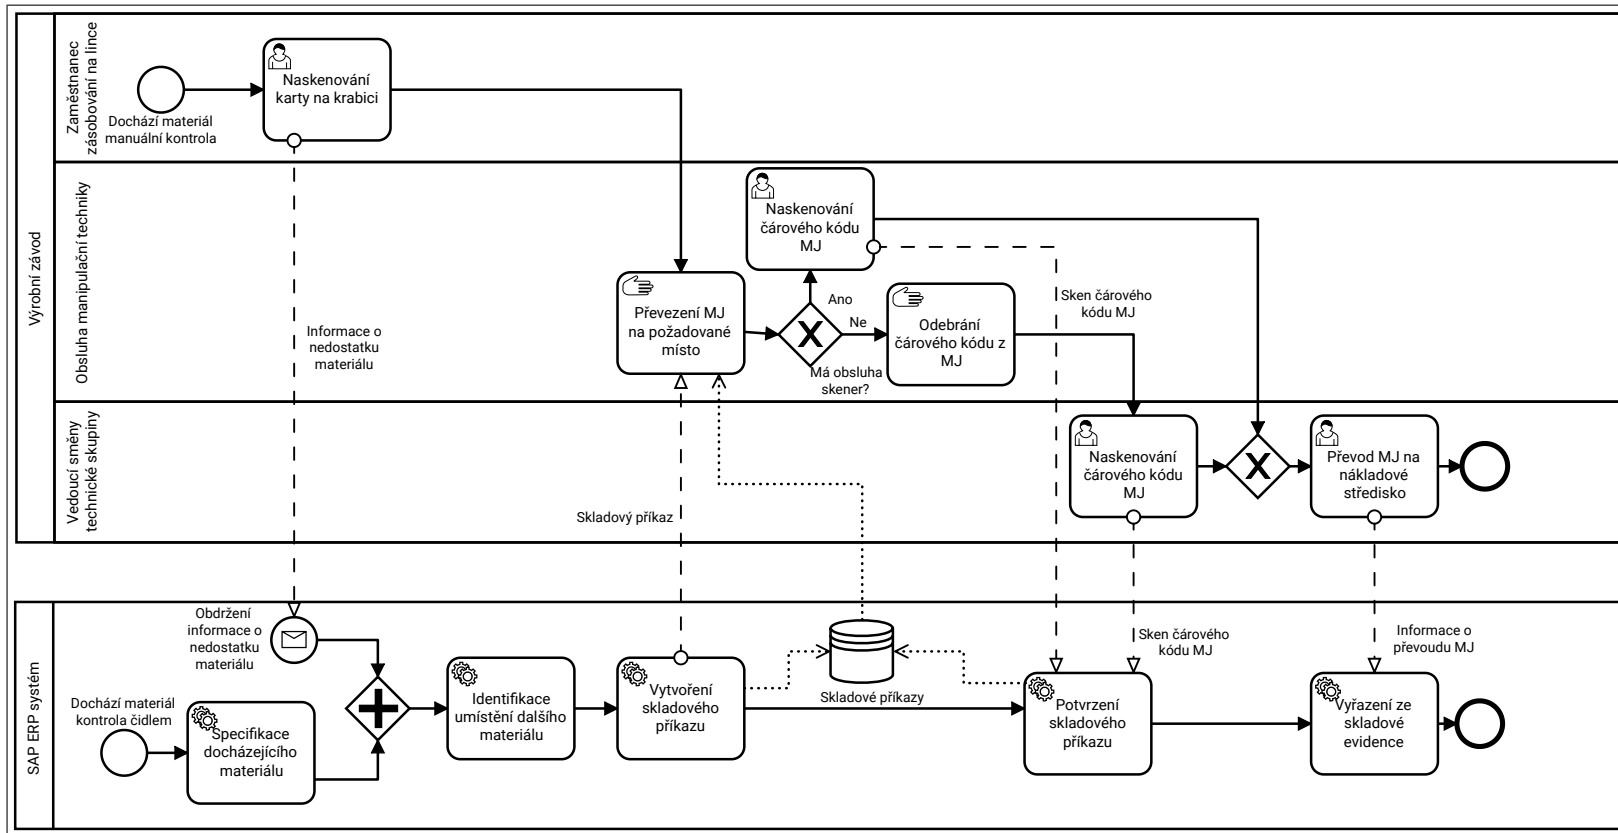 Výrobní závod
Zaměstnanec
zásobování na lince
Dochází materiál
manuální kontrola
Naskenování
karty na krabici
Obsluha manipulační techniky
Informace o
nedostatku
materiálu
Převezení MJ
na požadované
místo
Naskenování
čárového kódu
MJ
Ano
Ne
Má obsluha
skener?
Odebrání
čárového kódu z
MJ
Sken čárového
kódu MJ
Vedoucí směny
technické skupiny
Skladový příkaz
Naskenování
čárového kódu
MJ
Převod MJ na
nákladové
středisko
SAP ERP systém
Obdržení
informace o
nedostatku
materiálu
Dochází materiál
kontrola čidlem
Specifikace
docházejícího
materiálu
Identifikace
umístění dalšího
materiálu
Vytvoření
skladového
příkazu
Skladové příkazy
Sken čárového
kódu MJ
Potvrzení
skladového
příkazu
Informace o
převoudu MJ
Vyřazení ze
skladové
evidence